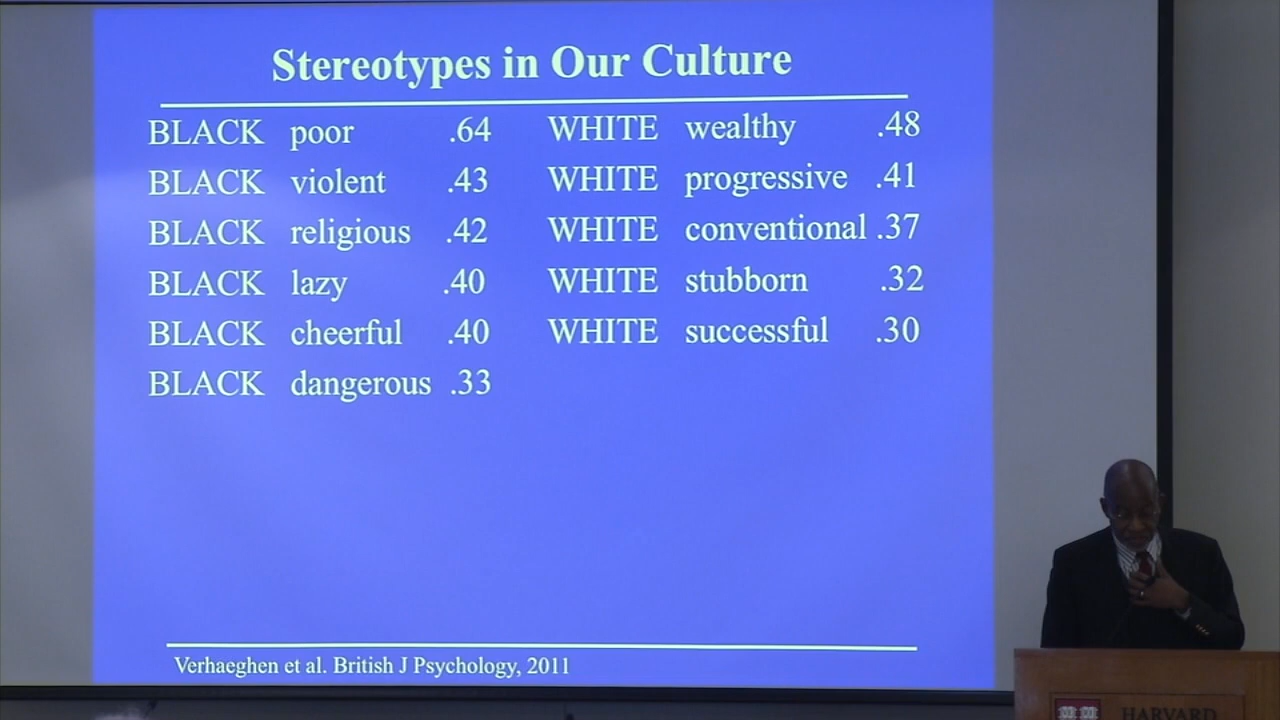 Stereotypes in Our Culture
BLACK poor .64 WHITE wealthy .48
BLACK violent .43 WHITE progressive .41
BLACK religious .42 WHITE conventional .37
BLACK lazy .40 WHITE stubborn .32
BLACK cheerful .40 WHITE successful .30
BLACK dangerous .33
Verhaeghen et al. British J Psychology, 2011
HARVARD